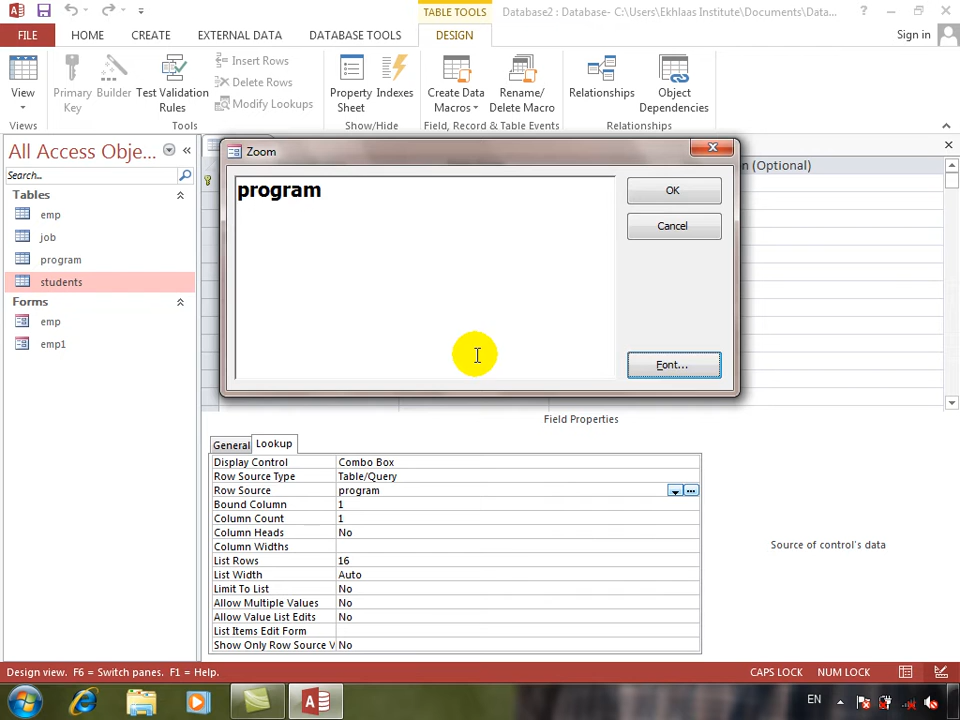 TABLE TOOLS
Database2 : Database- C:\Users\Ekhlaas Institute\Documents\Data...
FILE
HOME
CREATE
EXTERNAL DATA
DATABASE TOOLS
DESIGN
Sign in
View
Primary Key
Builder
Test Validation Rules
Insert Rows
Delete Rows
Modify Lookups
Property Sheet
Indexes
Create Data Macros
Rename/ Delete Macro
Relationships
Object Dependencies
Views
Tools
Show/Hide
Field, Record & Table Events
Relationships
All Access Obje...
Search...
Tables
emp
job
program
students
Forms
emp
emp1
n (Optional)
Zoom
program
OK
Cancel
Font...
Field Properties
General
Lookup
Display Control Combo Box
Row Source Type Table/Query
Row Source program
Bound Column 1
Column Count 1
Column Heads No
Column Widths
List Rows 16
List Width Auto
Limit To List No
Allow Multiple Values No
Allow Value List Edits No
List Items Edit Form
Show Only Row Source V No
Source of control's data
Design view. F6 = Switch panes. F1 = Help.
CAPS LOCK
NUM LOCK
EN
6:30 PM